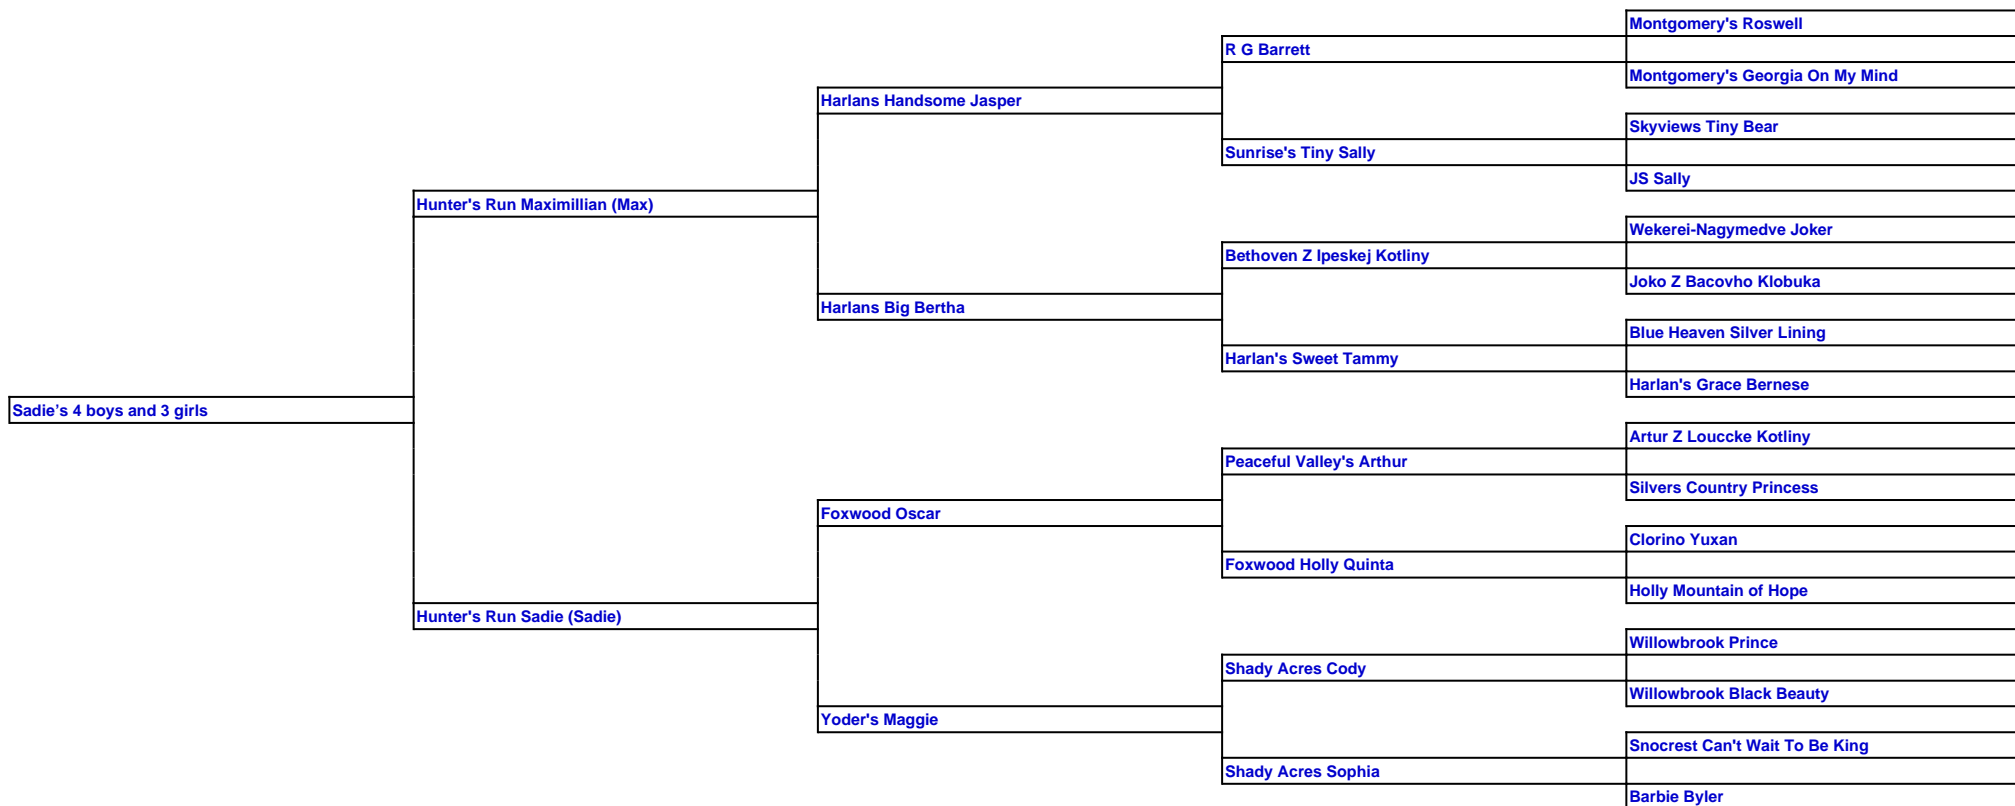 Montgomery's Roswell
R G Barrett
Montgomery's Georgia On My Mind
Harlans Handsome Jasper
Skyviews Tiny Bear
Sunrise's Tiny Sally
JS Sally
Hunter's Run Maximillian (Max)
Wekerei-Nagymedve Joker
Bethoven Z Ipeskej Kotliny
Joko Z Bacovho Klobuka
Harlans Big Bertha
Blue Heaven Silver Lining
Harlan's Sweet Tammy
Harlan's Grace Bernese
Sadie’s 4 boys and 3 girls
Artur Z Louccke Kotliny
Peaceful Valley's Arthur
Silvers Country Princess
Foxwood Oscar
Clorino Yuxan
Foxwood Holly Quinta
Holly Mountain of Hope
Hunter's Run Sadie (Sadie)
Willowbrook Prince
Shady Acres Cody
Willowbrook Black Beauty
Yoder's Maggie
Snocrest Can't Wait To Be King
Shady Acres Sophia
Barbie Byler